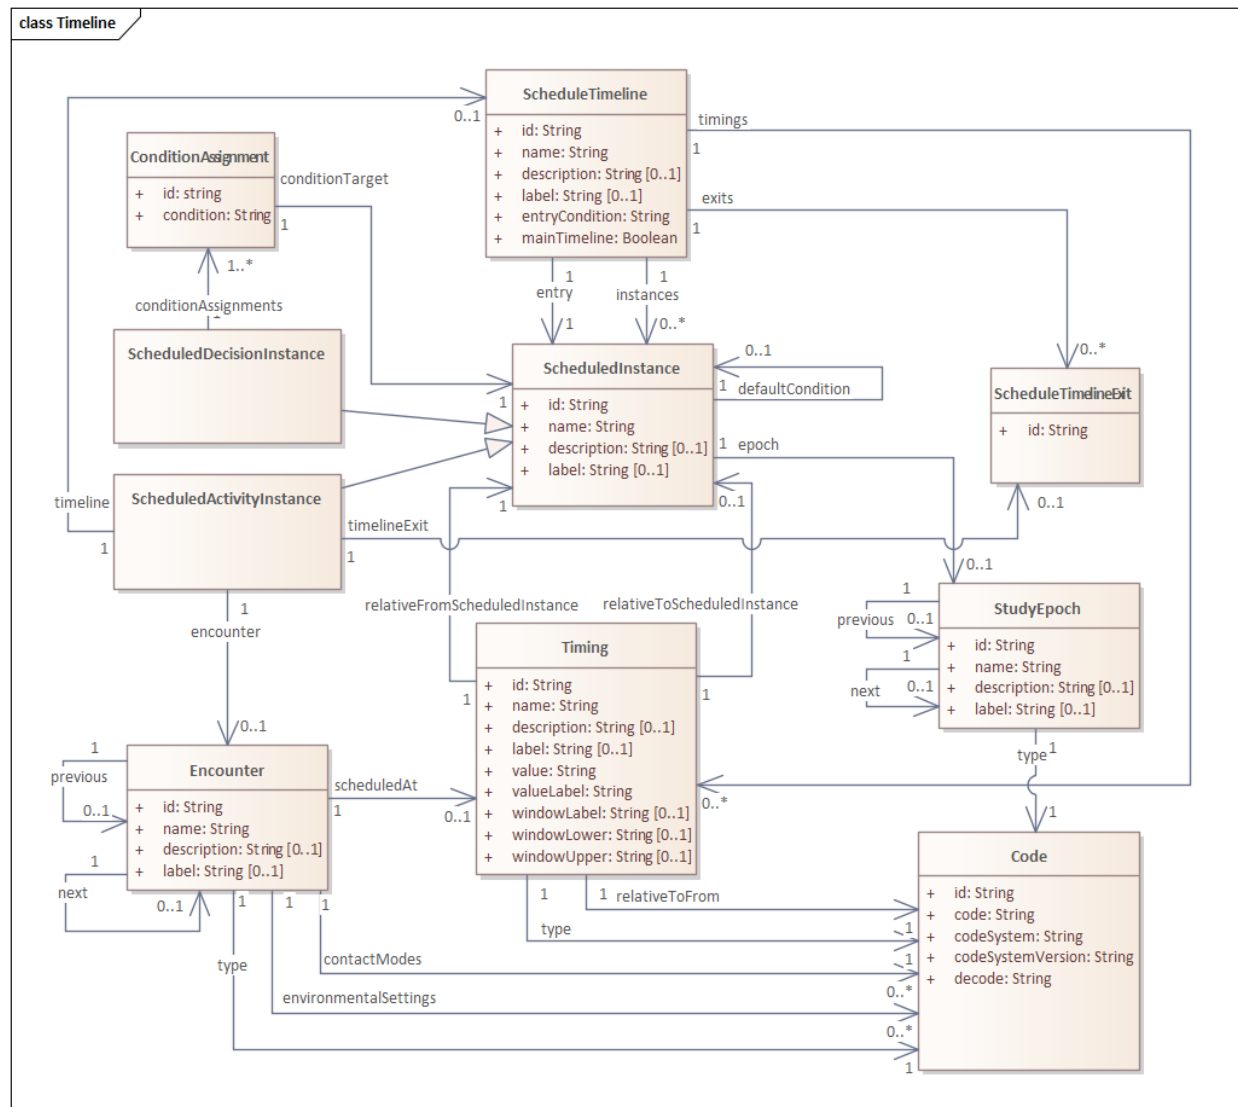 class Timeline
ScheduleTimeline
+ id: String
+ name: String
+ description: String [0..1]
+ label: String [0..1]
+ entryCondition: String
+ mainTimeline: Boolean
0..1
timings
1
exits
1
ConditionAssignment
+ id: string
+ condition: String
conditionTarget
1
1..*
conditionAssignments
1
1
entry
1
1
instances
0..*
ScheduledDecisionInstance
ScheduledInstance
+ id: String
+ name: String
+ description: String [0..1]
+ label: String [0..1]
0..1
1
defaultCondition
1
1
epoch
0..*
ScheduleTimelineExit
+ id: String
ScheduledActivityInstance
timeline
1
timelineExit
1
1
0..1
0..1
0..1
1
encounter
relativeFromScheduledInstance
relativeToScheduledInstance
StudyEpoch
+ id: String
+ name: String
+ description: String [0..1]
+ label: String [0..1]
1
previous
0..1
1
next
0..1
Timing
+ id: String
+ name: String
+ description: String [0..1]
+ label: String [0..1]
+ value: String
+ valueLabel: String
+ windowLabel: String [0..1]
+ windowLower: String [0..1]
+ windowUpper: String [0..1]
1
1
0..*
0..1
Encounter
+ id: String
+ name: String
+ description: String [0..1]
+ label: String [0..1]
1
previous
0..1
1
next
0..1
scheduledAt
1
0..1
type
1
1
Code
+ id: String
+ code: String
+ codeSystem: String
+ codeSystemVersion: String
+ decode: String
1
1
relativeToFrom
type
1
1
1
1
1
type
contactModes
0..*
environmentalSettings
0..*
1